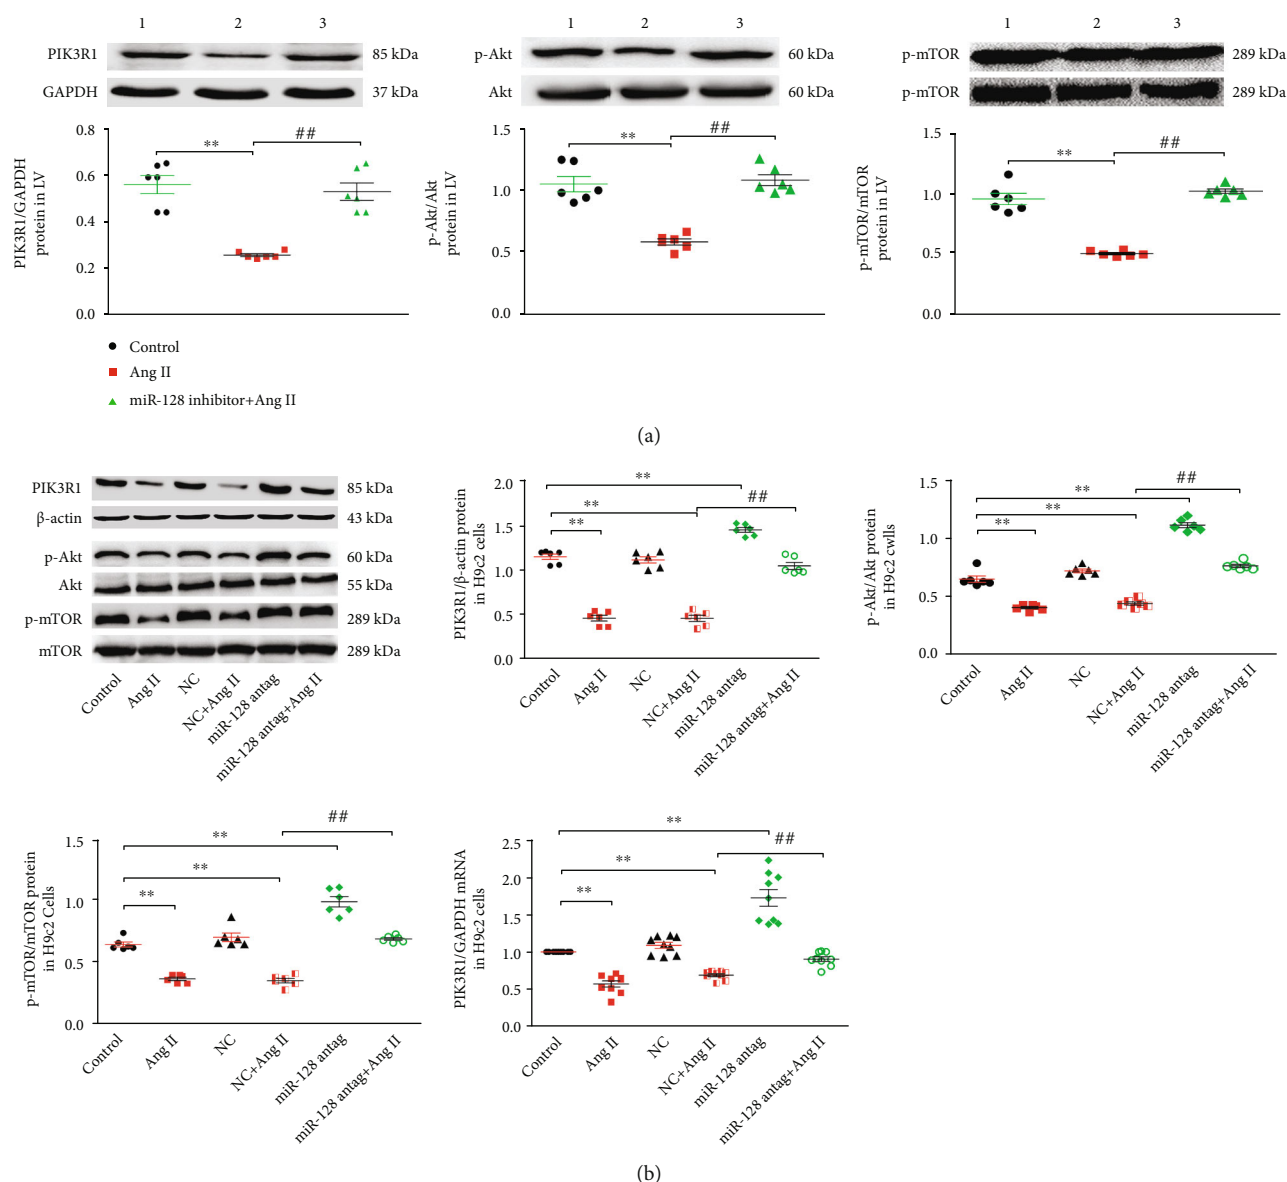 1 2 3
PIK3R1 85 kDa
GAPDH 37 kDa
0.8
0.6
0.4
0.2
0.0
PIK3R1/GAPDH
protein in LV
** ##
1 2 3
p-Akt 60 kDa
Akt 60 kDa
1.5
1.0
0.5
0.0
p-Akt/Akt
protein in LV
** ##
1 2 3
p-mTOR 289 kDa
p-mTOR 289 kDa
1.5
1.0
0.5
0.0
p-mTOR/mTOR
protein in LV
** ##
Control
Ang II
miR-128 inhibitor+Ang II
(a)
PIK3R1 85 kDa
β-actin 43 kDa
p-Akt 60 kDa
Akt 55 kDa
p-mTOR 289 kDa
mTOR 289 kDa
Control
Ang II
NC
NC+Ang II
miR-128 antag
miR-128 antag+Ang II
2.0
1.5
1.0
0.5
0.0
PIK3R1/β-actin protein
in H9c2 cells
**
** ##
**
Control
Ang II
NC
NC+Ang II
miR-128 antag
miR-128 antag+Ang II
1.5
1.0
0.5
0.0
p-Akt/Akt protein
in H9c2 cwlls
##
**
**
**
Control
Ang II
NC
NC+Ang II
miR-128 antag
miR-128 antag+Ang II
1.5
1.0
0.5
0.0
p-mTOR/mTOR protein
in H9c2 Cells
##
**
**
**
Control
Ang II
NC
NC+Ang II
miR-128 antag
miR-128 antag+Ang II
2.5
2.0
1.5
1.0
0.5
0.0
PIK3R1/GAPDH mRNA
in H9c2 cells
**
##
**
**
Control
Ang II
NC
NC+Ang II
miR-128 antag
miR-128 antag+Ang II
(b)